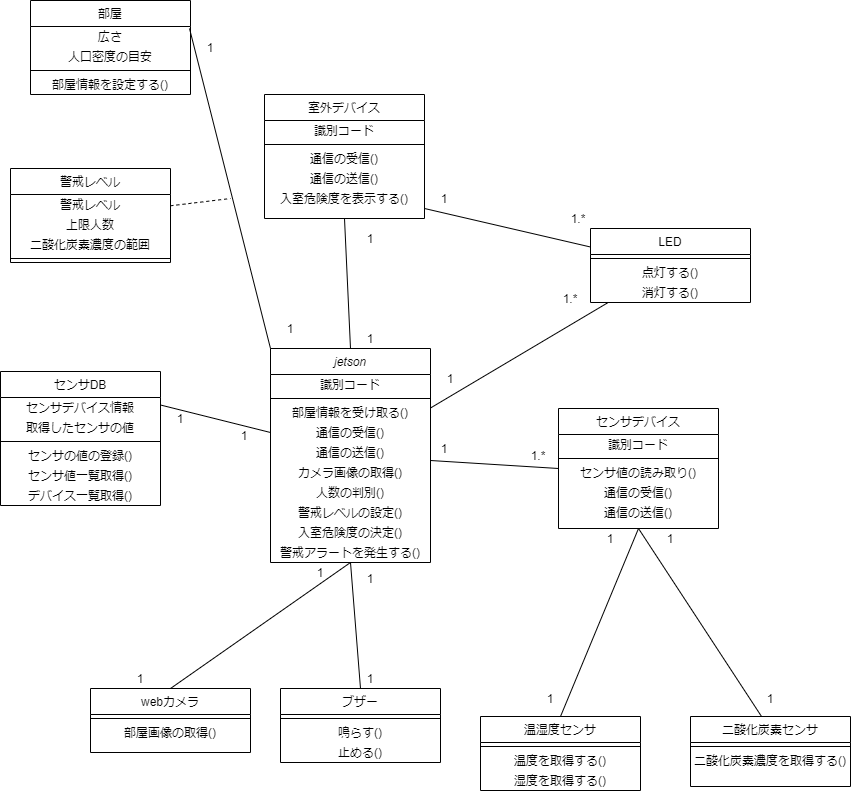 部屋
広さ
人口密度の目安
部屋情報を設定する()
1
室外デバイス
識別コード
通信の受信()
通信の送信()
入室危険度を表示する()
警戒レベル
警戒レベル
上限人数
二酸化炭素濃度の範囲
1
1.*
LED
点灯する()
消灯する()
1
1.*
1
1
jetson
識別コード
部屋情報を受け取る()
通信の受信()
通信の送信()
カメラ画像の取得()
人数の判別()
警戒レベルの設定()
入室危険度の決定()
警戒アラートを発生する()
1
センサDB
センサデバイス情報
取得したセンサの値
センサの値の登録()
センサ値一覧取得()
デバイス一覧取得()
1
1
1
1.*
センサデバイス
識別コード
センサ値の読み取り()
通信の受信()
通信の送信()
1
1
1
1
1
1
webカメラ
部屋画像の取得()
ブザー
鳴らす()
止める()
1
1
温湿度センサ
温度を取得する()
湿度を取得する()
二酸化炭素センサ
二酸化炭素濃度を取得する()